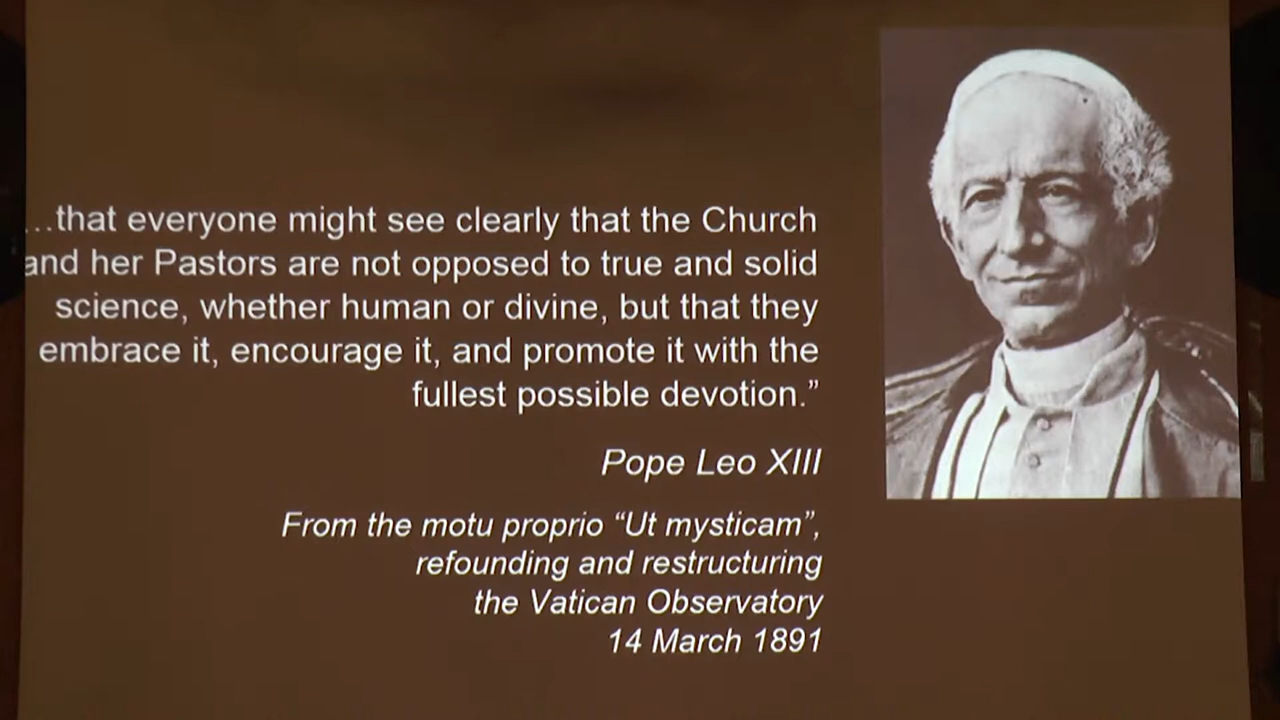 …that everyone might see clearly that the Church
and her Pastors are not opposed to true and solid
science, whether human or divine, but that they
embrace it, encourage it, and promote it with the
fullest possible devotion.”
Pope Leo XIII
From the motu proprio “Ut mysticam”,
refounding and restructuring
the Vatican Observatory
14 March 1891